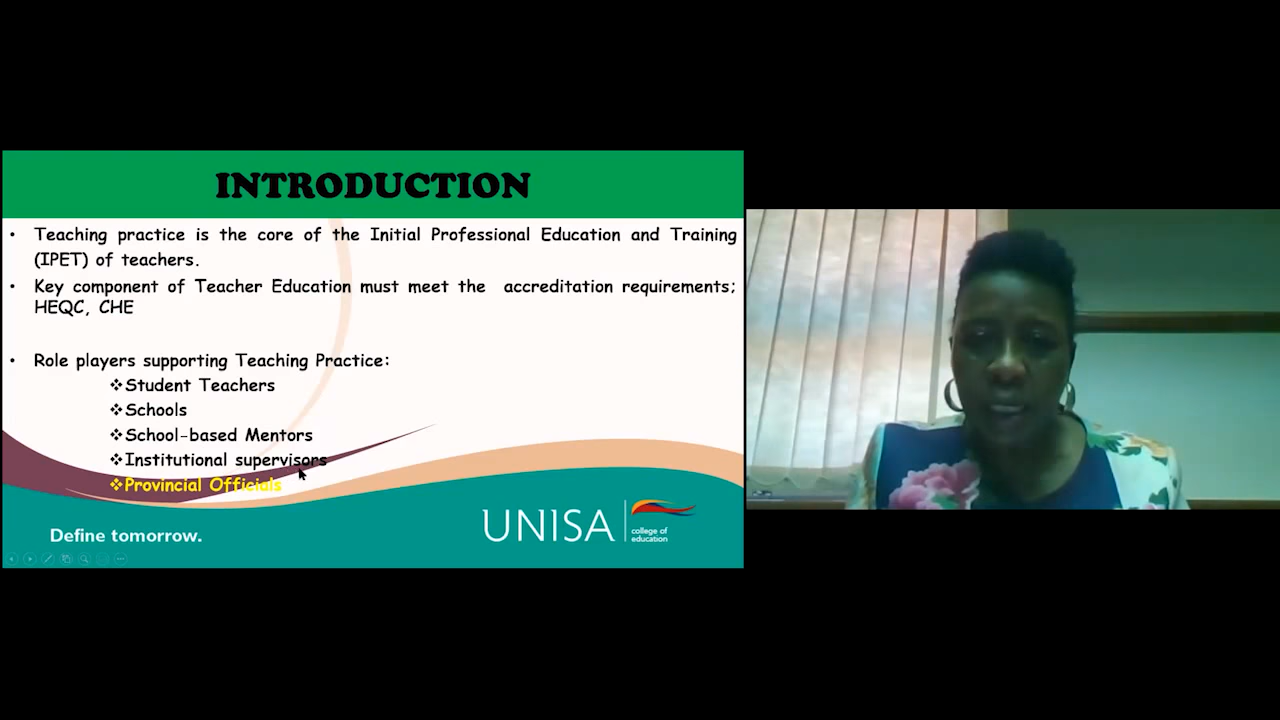 INTRODUCTION
• Teaching practice is the core of the Initial Professional Education and Training
(IPET) of teachers.
• Key component of Teacher Education must meet the accreditation requirements;
HEQC, CHE
• Role players supporting Teaching Practice:
❖Student Teachers
❖Schools
❖School-based Mentors
❖Institutional supervisors
❖Provincial Officials
Define tomorrow.
UNISA
college of
education